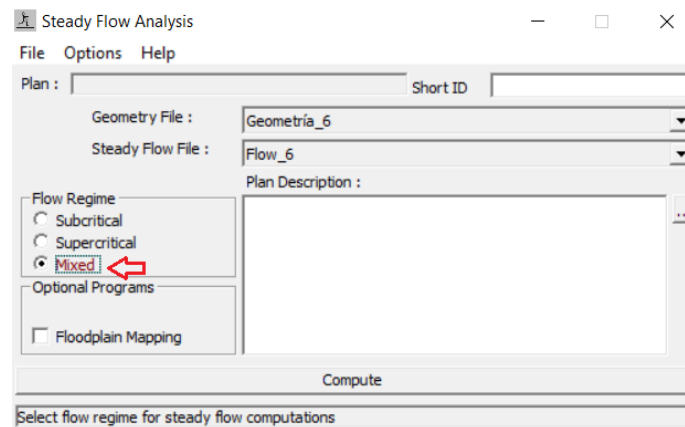 Steady Flow Analysis
File Options Help
Plan : Short ID
Geometry File : Geometría_6
Steady Flow File : Flow_6
Plan Description :
Flow Regime
Subcritical
Supercritical
Mixed
Optional Programs
Floodplain Mapping
...
Compute
Select flow regime for steady flow computations